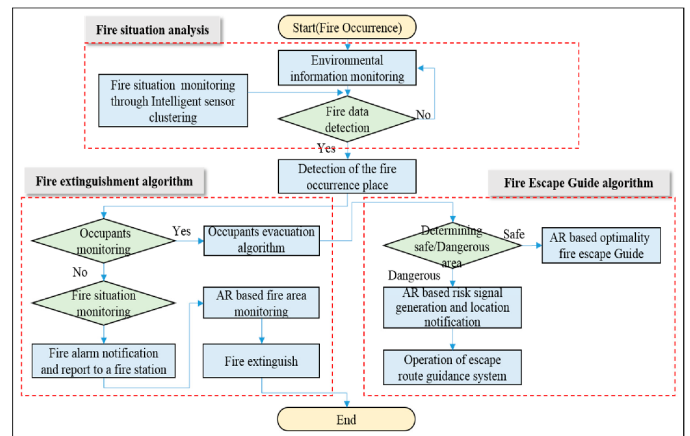 Start(Fire Occurrence)
Fire situation analysis
Environmental
information monitoring
Fire situation monitoring
through Intelligent sensor
clustering
Fire data
detection
No
Yes
Detection of the fire
occurrence place
Fire extinguishment algorithm
Fire Escape Guide algorithm
Occupants
monitoring
Yes
Occupants evacuation
algorithm
Determining
safe/Dangerous
area
Safe
AR based optimality
fire escape Guide
No
Dangerous
Fire situation
monitoring
AR based fire area
monitoring
AR based risk signal
generation and location
notification
Fire alarm notification
and report to a fire station
Fire extinguish
Operation of escape
route guidance system
End